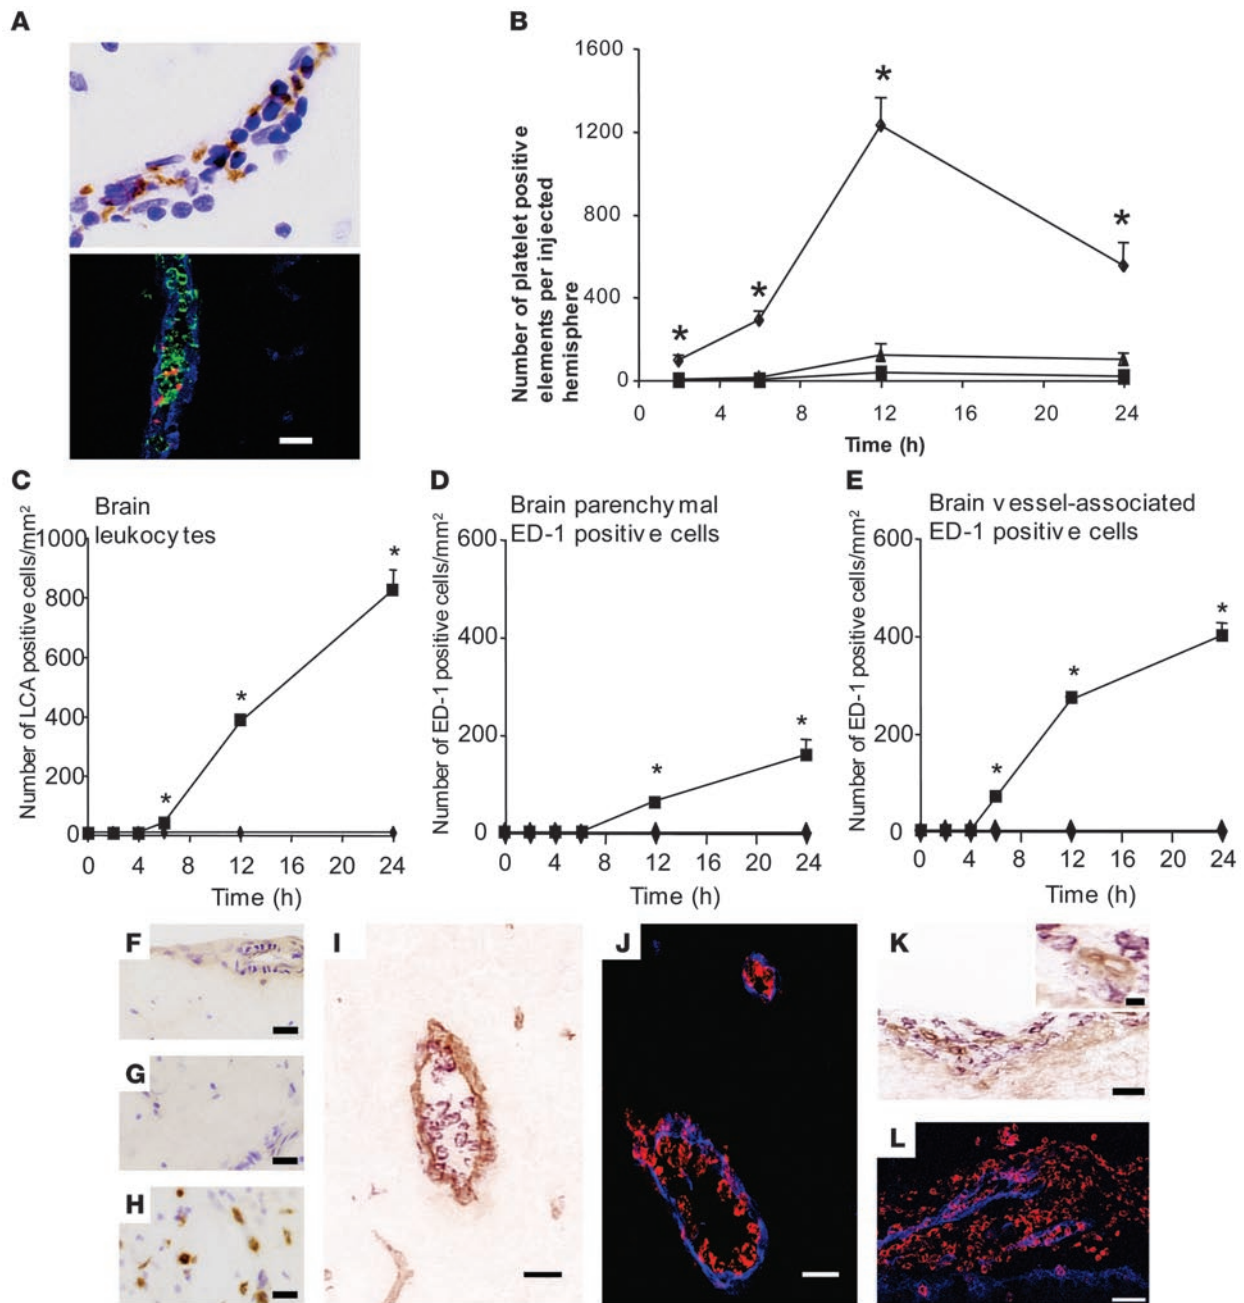 A
B
Number of platelet positive
elements per injected
hemisphere
1600
1200
800
400
0
*
*
*
*
0 4 8 12 16 20 24
Time (h)
C
Brain
leukocytes
Number of LCA positive cells/mm²
1000
800
600
400
200
0
*
*
*
0 4 8 12 16 20 24
Time (h)
D
Brain parenchymal
ED-1 positive cells
Number of ED-1 positive cells/mm²
600
400
200
0
*
*
0 4 8 12 16 20 24
Time (h)
E
Brain vessel-associated
ED-1 positive cells
Number of ED-1 positive cells/mm²
600
400
200
0
*
*
*
0 4 8 12 16 20 24
Time (h)
F
G
H
I
J
K
L